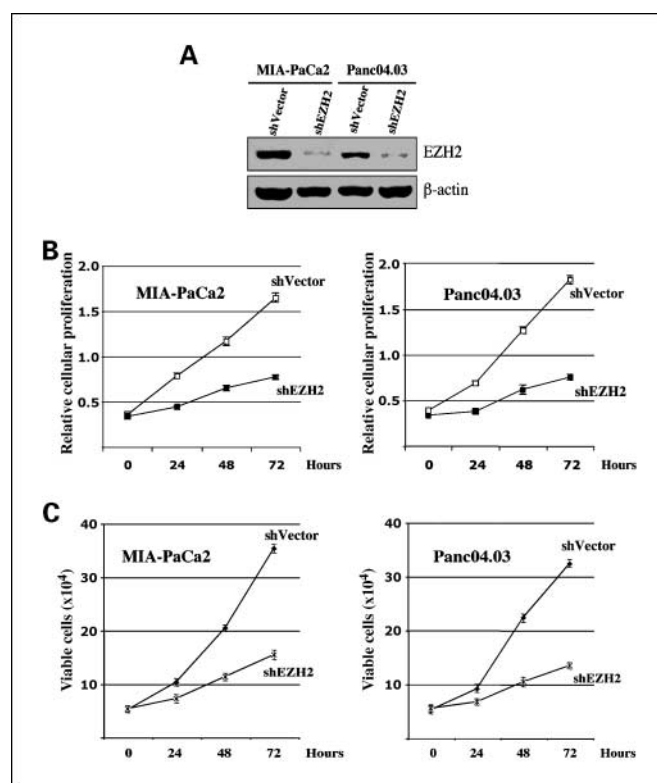 A
MIA-PaCa2 Panc04.03
shVector shEZH2 shVector shEZH2
EZH2
β-actin
B
Relative cellular proliferation
2.0
1.5
1.0
0.5
MIA-PaCa2
shVector
shEZH2
0 24 48 72 Hours
Relative cellular proliferation
2.0
1.5
1.0
0.5
Panc04.03
shVector
shEZH2
0 24 48 72 Hours
C
Viable cells (x10⁴)
40
30
20
10
MIA-PaCa2
shVector
shEZH2
0 24 48 72 Hours
Viable cells (x10⁴)
40
30
20
10
Panc04.03
shVector
shEZH2
0 24 48 72 Hours